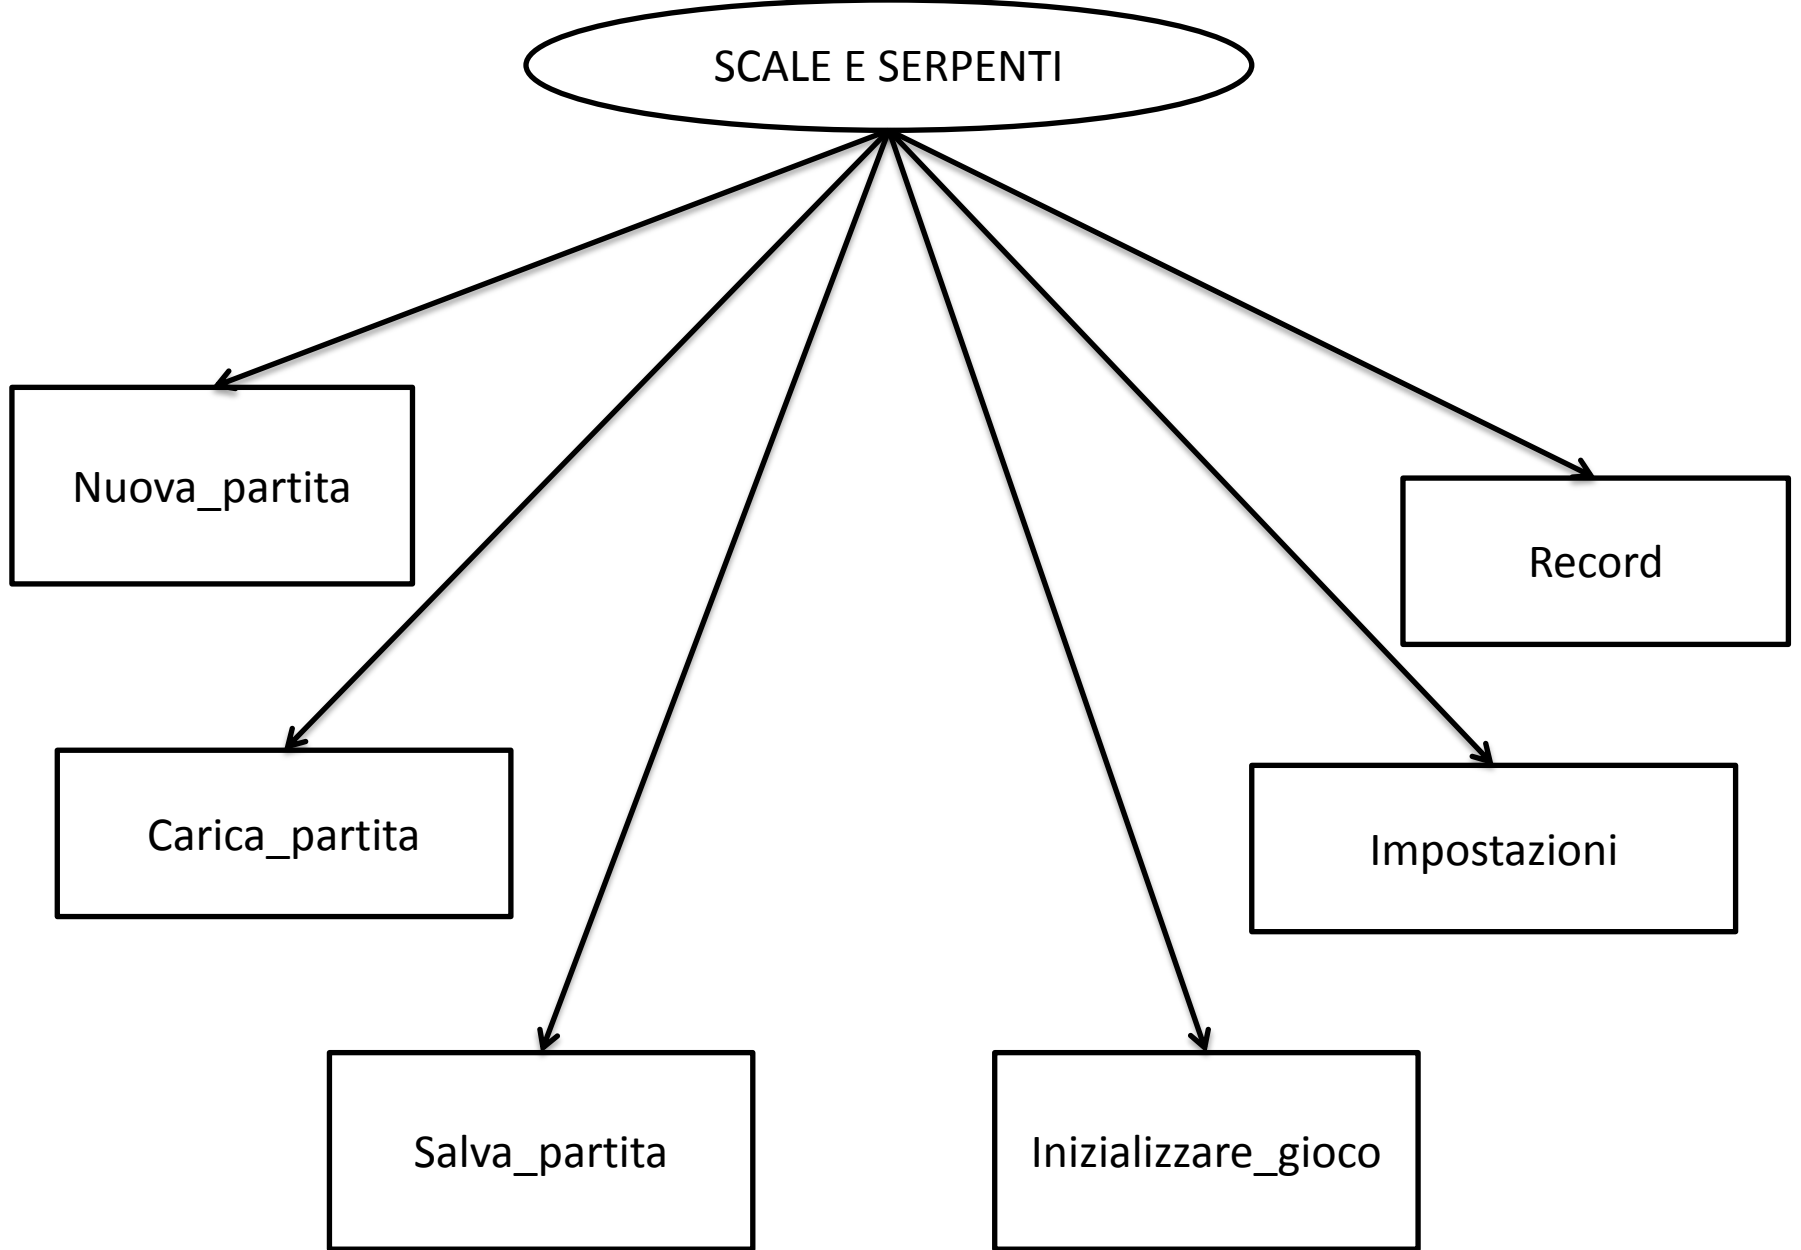 SCALE E SERPENTI
Nuova_partita
Record
Carica_partita
Impostazioni
Salva_partita
Inizializzare_gioco